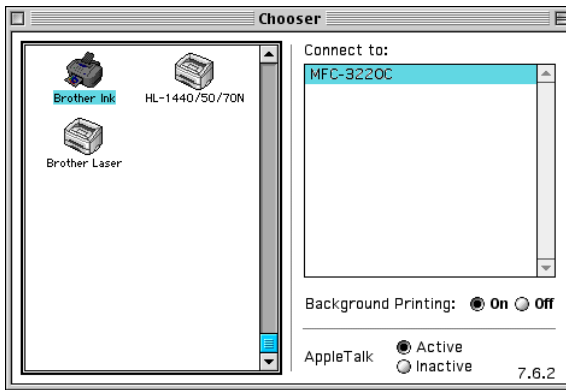 Chooser
Brother Ink
HL-1440/50/70N
Brother Laser
Connect to:
MFC-3220C
Background Printing: On Off
AppleTalk
Active
Inactive
7.6.2